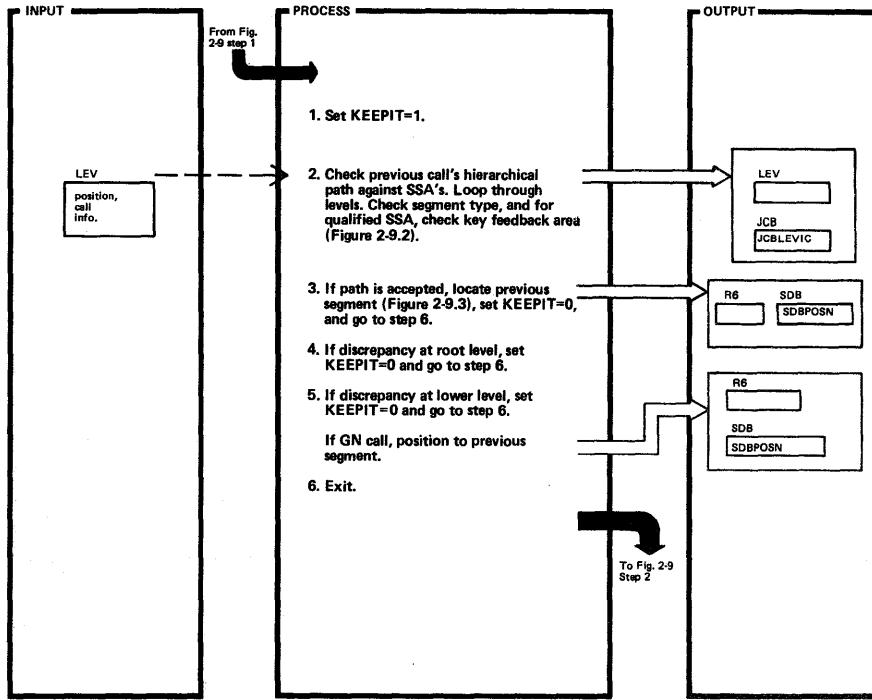 INPUT
PROCESS
OUTPUT
From Fig.
2-9 step 1
1. Set KEEPIT=1.
LEV
position,
call
info.
2. Check previous call's hierarchical
path against SSA's. Loop through
levels. Check segment type, and for
qualified SSA, check key feedback area
(Figure 2-9.2).
LEV
JCB
JCBLEVIC
3. If path is accepted, locate previous
segment (Figure 2-9.3), set KEEPIT=0,
and go to step 6.
R6
SDB
SDBPOSN
4. If discrepancy at root level, set
KEEPIT=0 and go to step 6.
5. If discrepancy at lower level, set
KEEPIT=0 and go to step 6.
If GN call, position to previous
segment.
R6
SDB
SDBPOSN
6. Exit.
To Fig. 2-9
Step 2